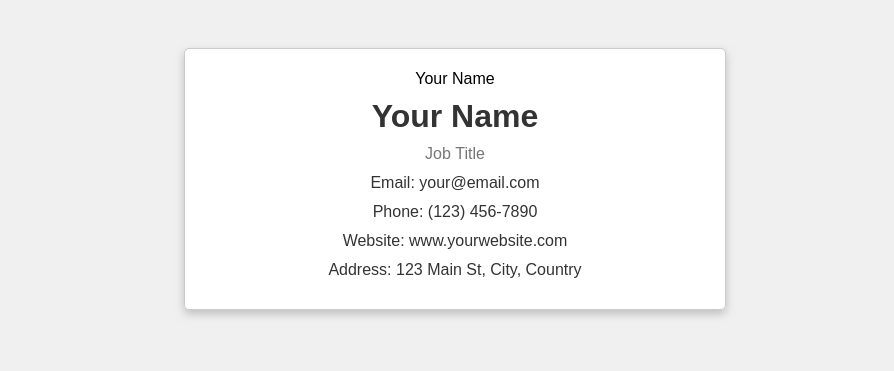 Your Name
Your Name
Job Title
Email: your@email.com
Phone: (123) 456-7890
Website: www.yourwebsite.com
Address: 123 Main St, City, Country